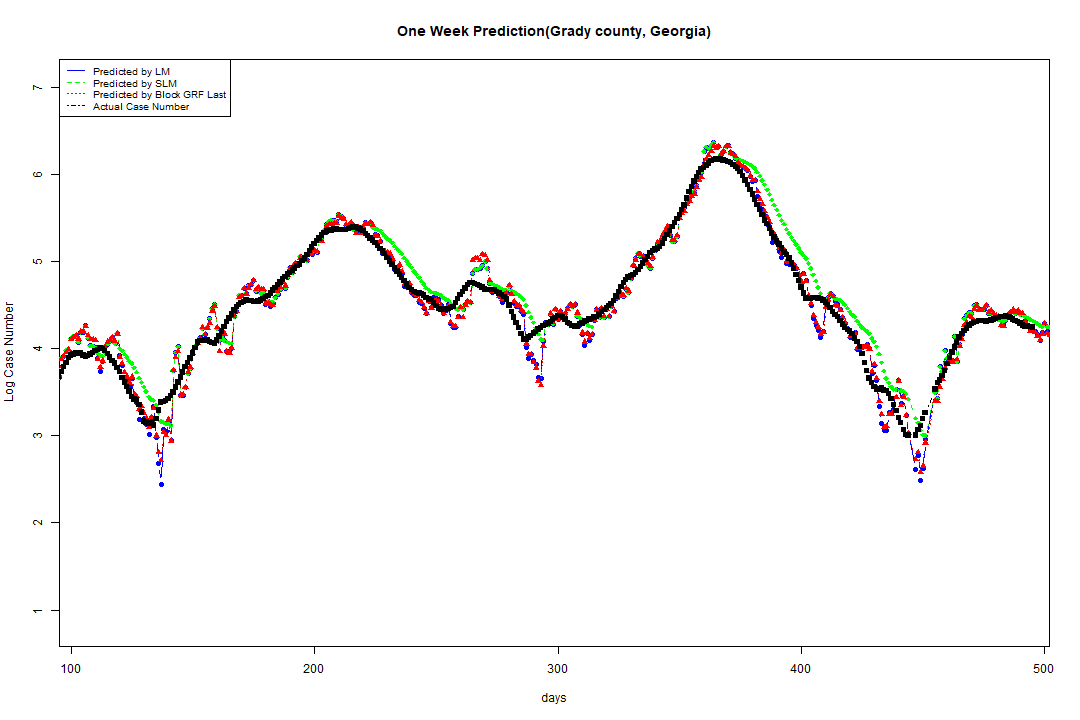 One Week Prediction(Grady county, Georgia)
Predicted by LM
Predicted by SLM
Predicted by Block GRF Last
Actual Case Number
7
6
5
4
3
2
1
Log Case Number
100 200 300 400 500
days